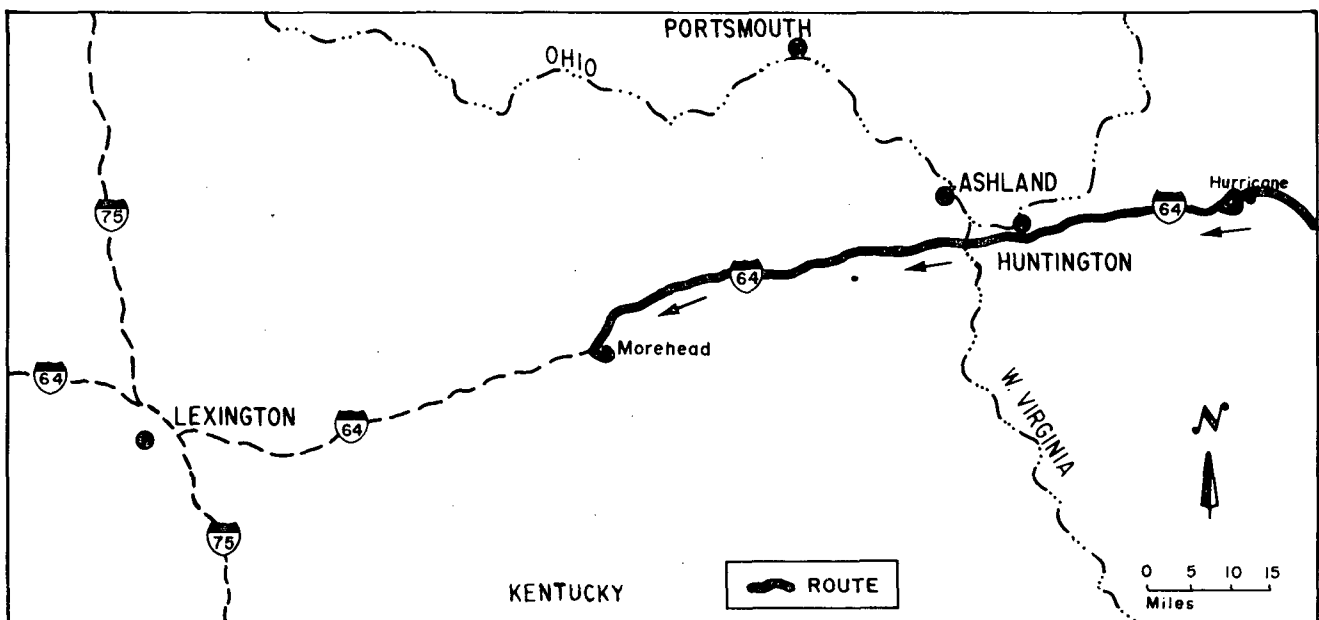 PORTSMOUTH
OHIO
75
ASHLAND
Hurricane
64
HUNTINGTON
64
Morehead
64
LEXINGTON
64
W. VIRGINIA
N
75
KENTUCKY
ROUTE
0 5 10 15
Miles